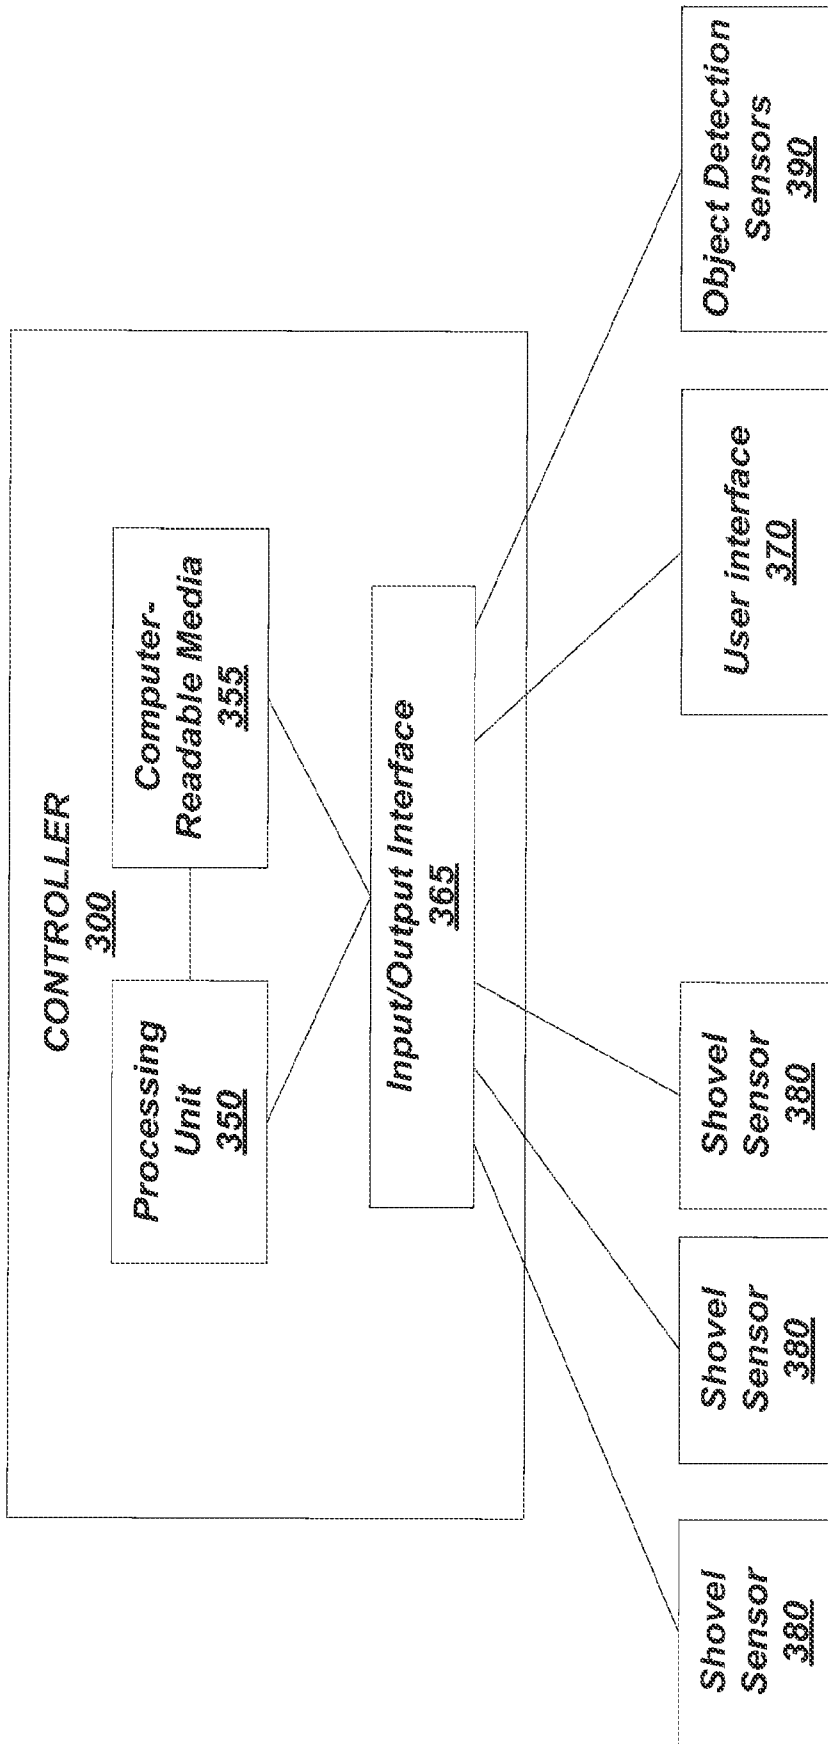 CONTROLLER
300
Processing
Unit
350
Computer-
Readable Media
355
Input/Output Interface
365
Shovel
Sensor
380
Shovel
Sensor
380
Shovel
Sensor
380
User interface
370
Object Detection
Sensors
390